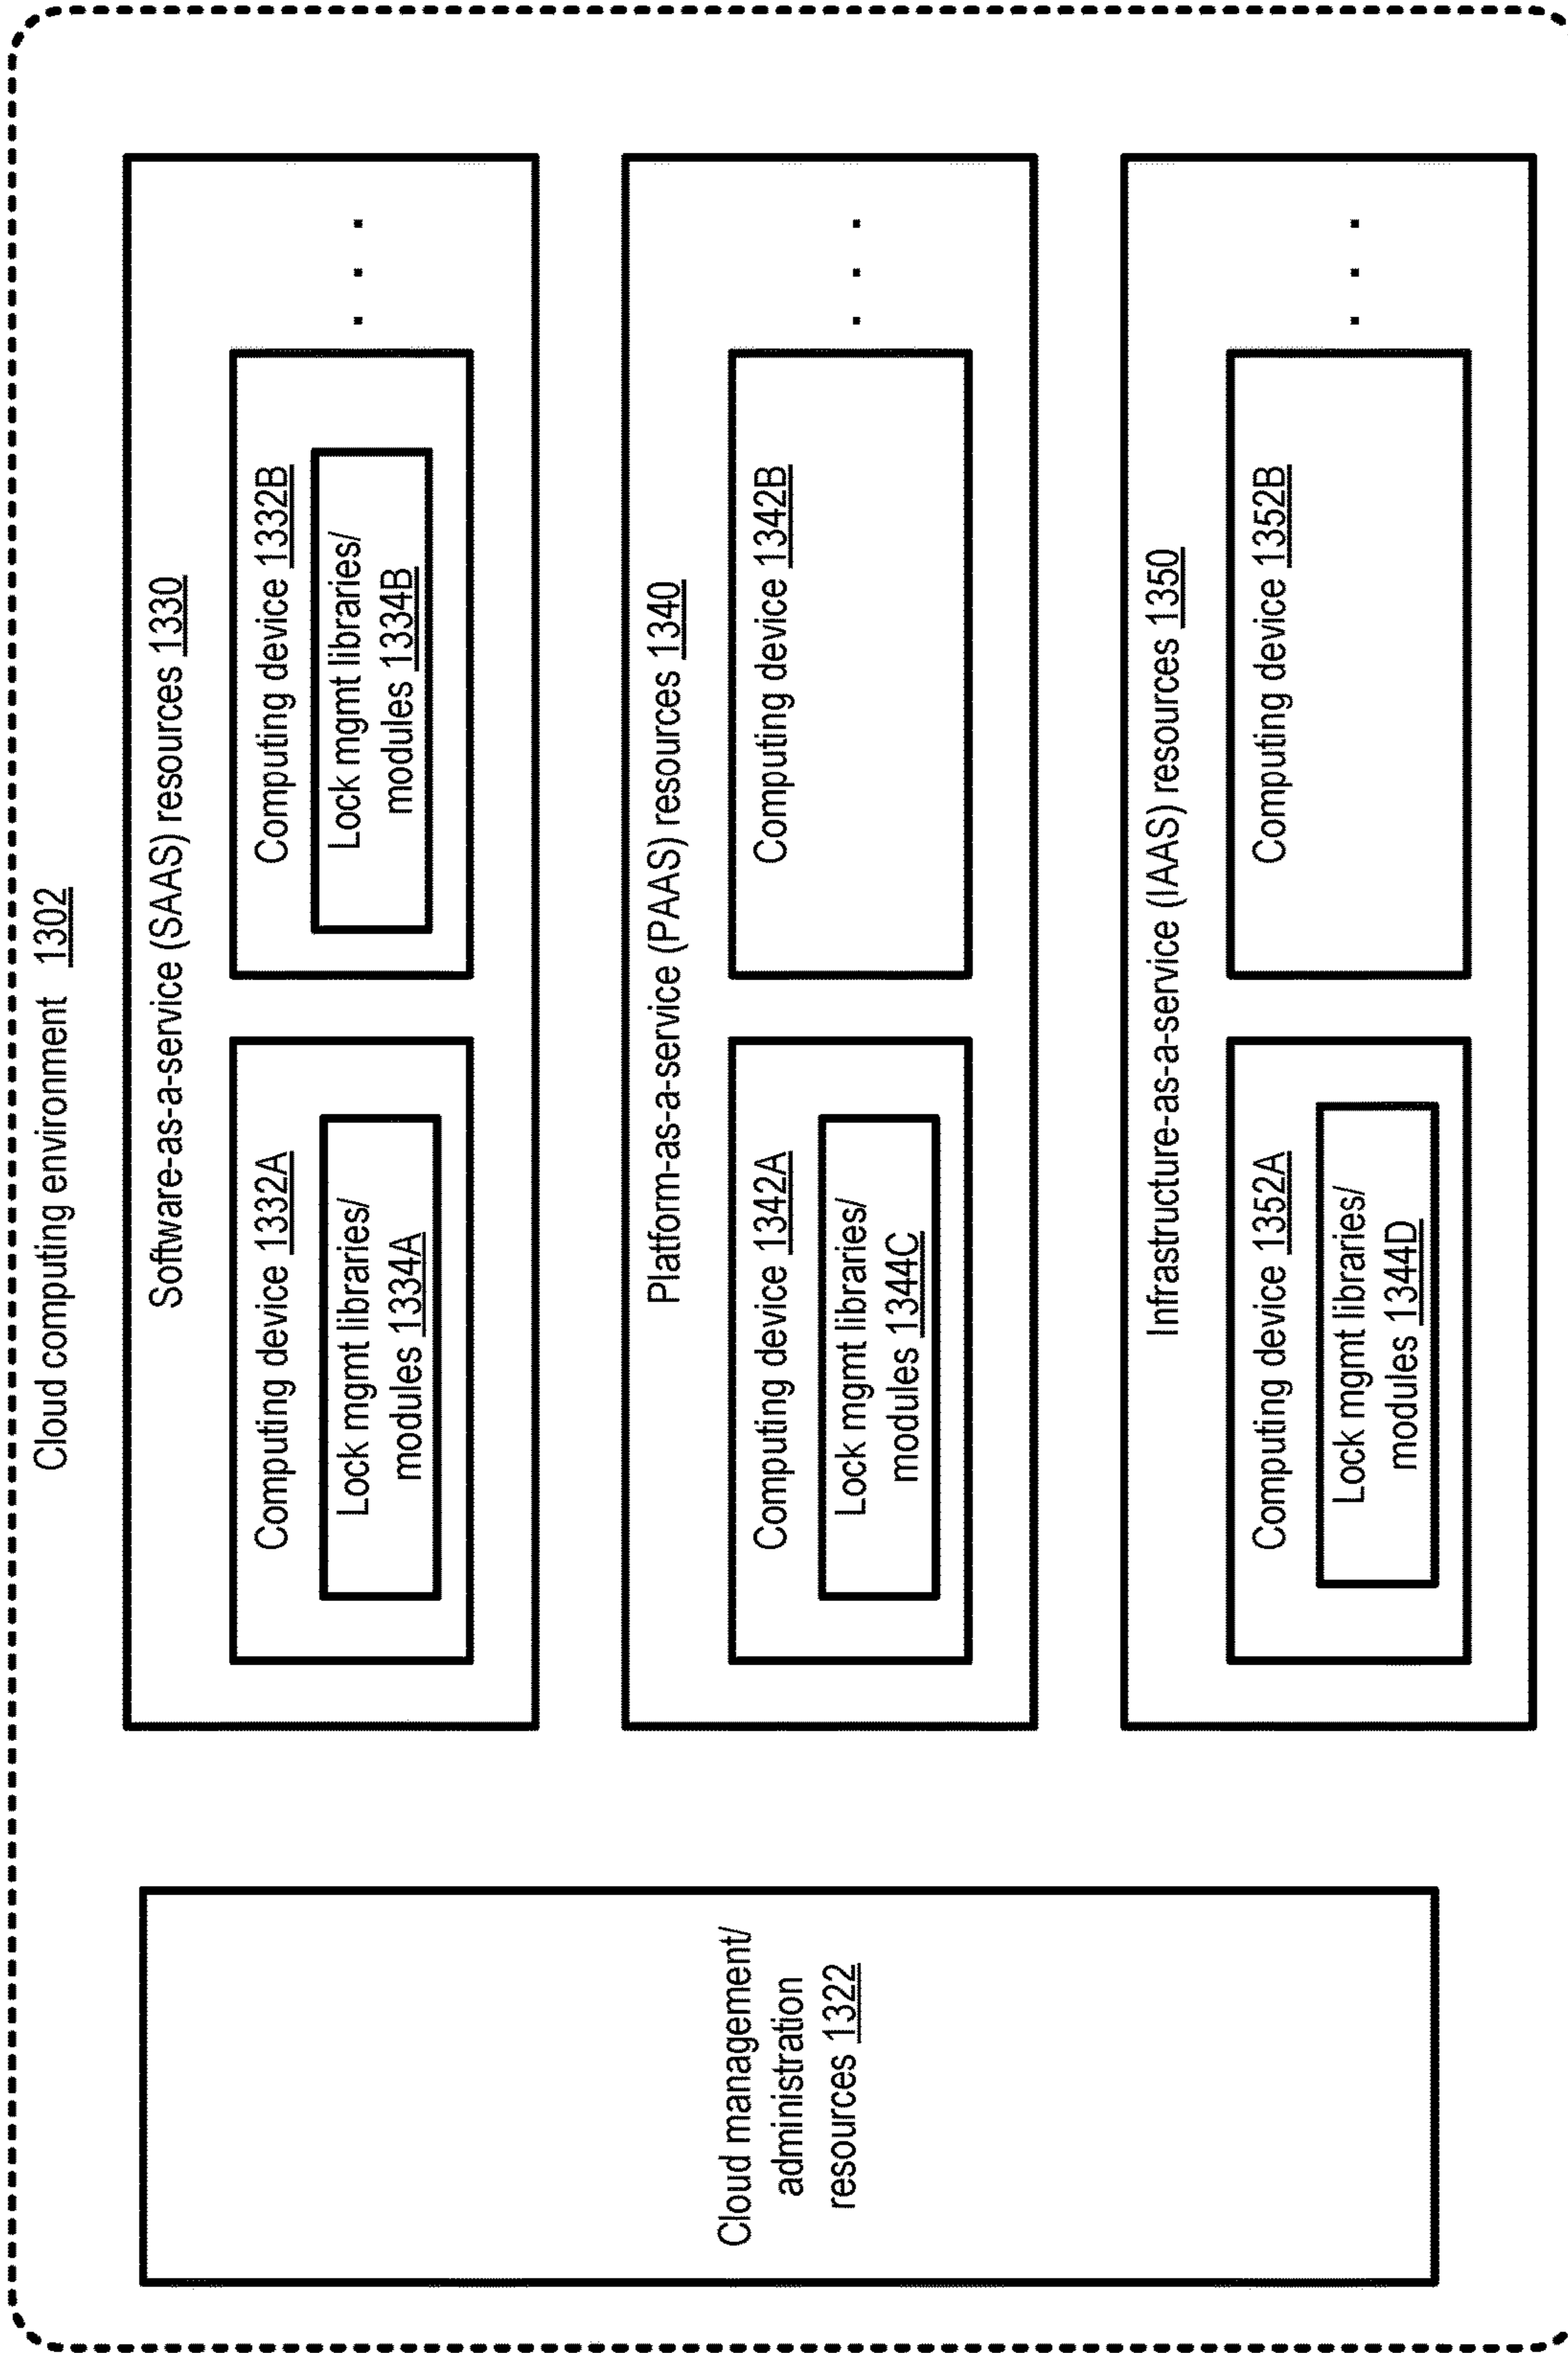 Cloud computing environment 1302
Cloud management/
administration
resources 1322
Software-as-a-service (SAAS) resources 1330
Computing device 1332A
Lock mgmt libraries/
modules 1334A
Computing device 1332B
Lock mgmt libraries/
modules 1334B
. . .
Platform-as-a-service (PAAS) resources 1340
Computing device 1342A
Lock mgmt libraries/
modules 1344C
Computing device 1342B
. . .
Infrastructure-as-a-service (IAAS) resources 1350
Computing device 1352A
Lock mgmt libraries/
modules 1344D
Computing device 1352B
. . .